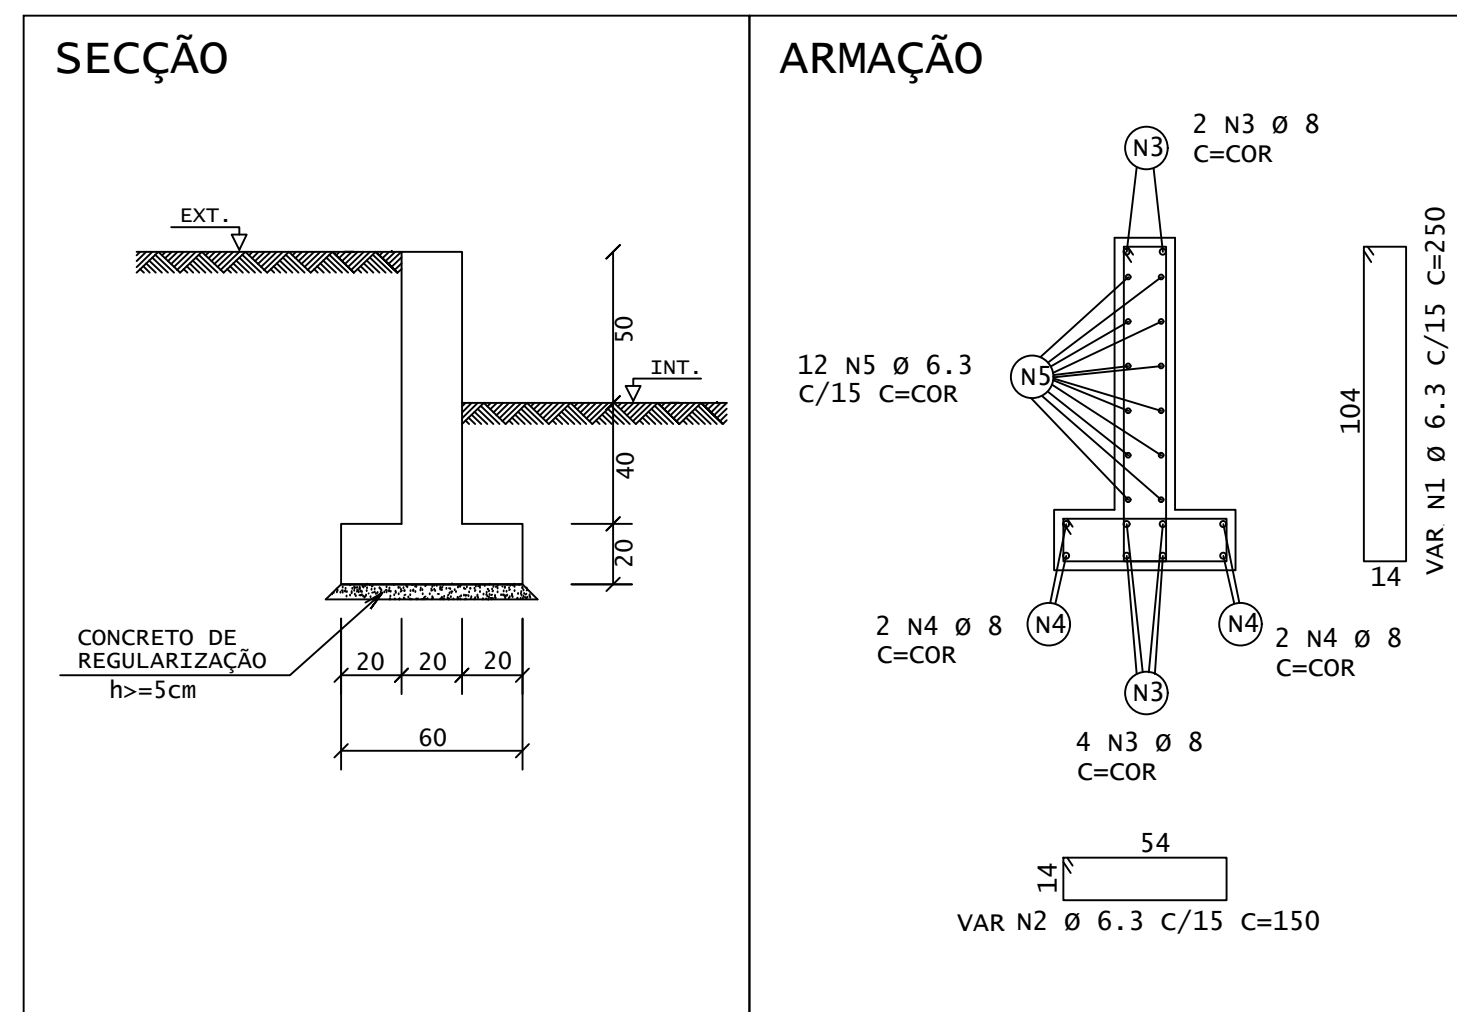 SECÇÃO
EXT.
50
INT.
40
20
CONCRETO DE
REGULARIZAÇÃO
h>=5cm
20
20
20
60
ARMAÇÃO
N3
2 N3 Ø 8
C=COR
12 N5 Ø 6.3
C/15 C=COR
N5
104
14
VAR N1 Ø 6.3 C/15 C=250
2 N4 Ø 8
C=COR
N4
N4
2 N4 Ø 8
C=COR
N3
4 N3 Ø 8
C=COR
54
14
VAR N2 Ø 6.3 C/15 C=150